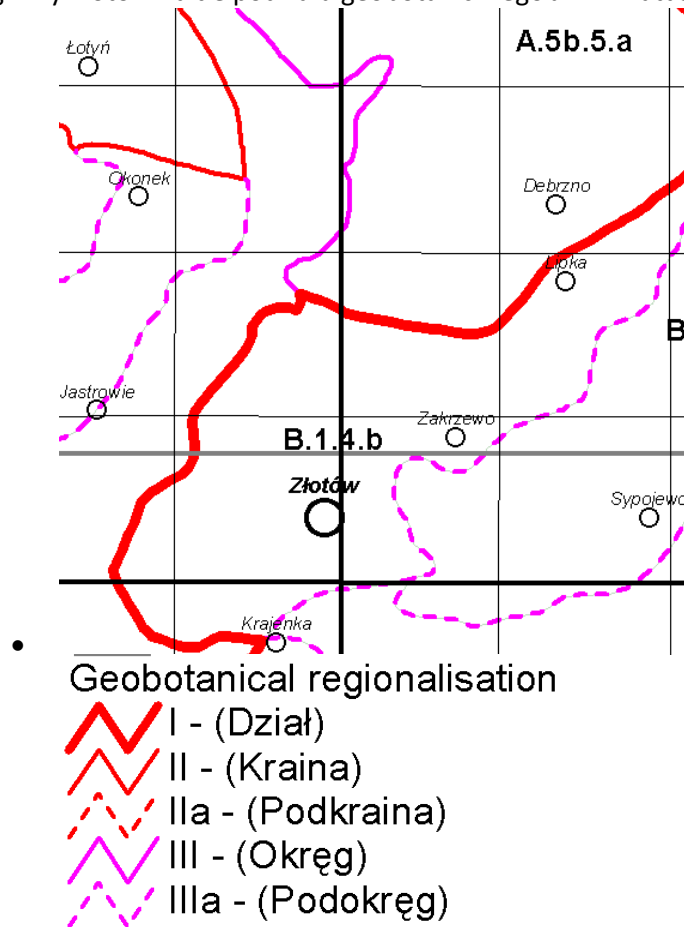 A.5b.5.a
Łotyń
Okonek
Debrzno
Lipka
B
Jastrowie
Zakrzewo
B.1.4.b
Złotów
Sypojewo
Krajenka
Geobotanical regionalisation
I - (Dział)
II - (Kraina)
IIa - (Podkraina)
III - (Okręg)
IIIa - (Podokręg)